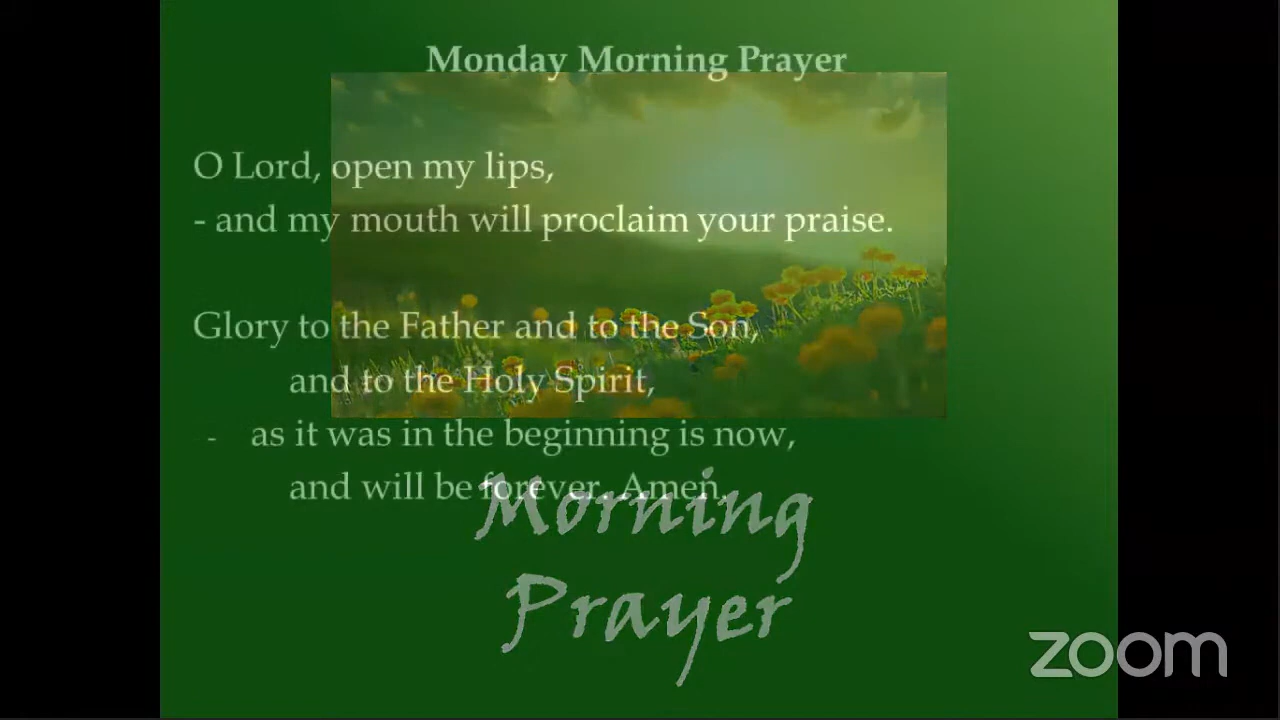 Monday Morning Prayer
O Lord, open my lips,
- and my mouth will proclaim your praise.
Glory to the Father and to the Son,
and to the Holy Spirit,
- as it was in the beginning is now,
and will be forever. Amen.
Morning
Prayer
zoom